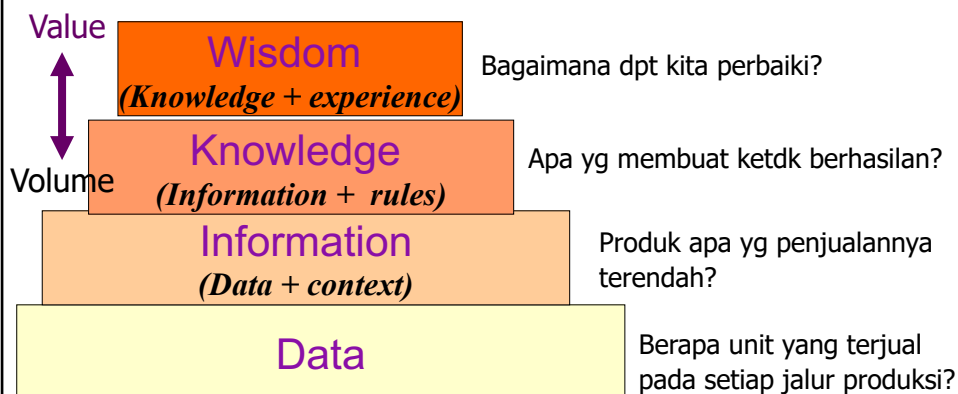 Value
Wisdom
(Knowledge + experience)
Bagaimana dpt kita perbaiki?
Volume
Knowledge
(Information + rules)
Apa yg membuat ketdk berhasilan?
Information
(Data + context)
Produk apa yg penjualannya
terendah?
Data
Berapa unit yang terjual
pada setiap jalur produksi?